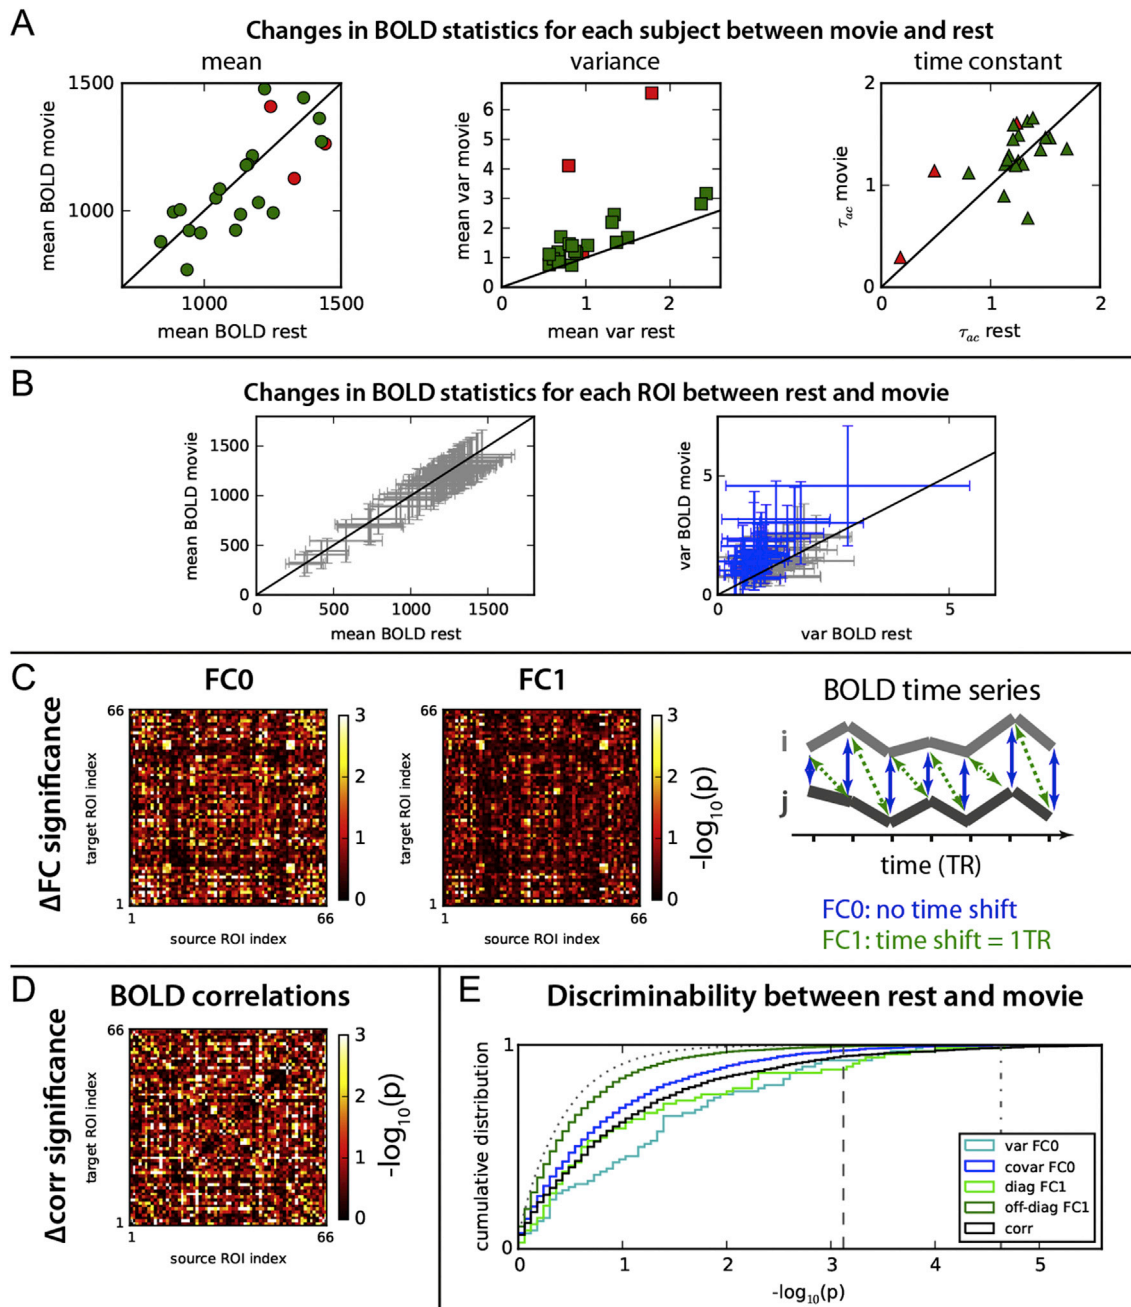 A
Changes in BOLD statistics for each subject between movie and rest
mean
variance
time constant
mean BOLD movie
1500
1000
1000
1500
mean BOLD rest
mean var movie
6
5
4
3
2
1
0
0
1
2
mean var rest
τac movie
2
1
0
0
1
2
τac rest
B
Changes in BOLD statistics for each ROI between rest and movie
mean BOLD movie
1500
1000
500
0
0
500
1000
1500
mean BOLD rest
var BOLD movie
5
0
0
5
var BOLD rest
C
FC0
FC1
ΔFC significance
target ROI index
66
1
1
66
source ROI index
3
2
1
0
target ROI index
66
1
1
66
source ROI index
3
2
1
0
-log10(p)
BOLD time series
i
j
time (TR)
FC0: no time shift
FC1: time shift = 1TR
D
BOLD correlations
Δcorr significance
target ROI index
66
1
1
66
source ROI index
3
2
1
0
-log10(p)
E
Discriminability between rest and movie
cumulative distribution
1
0
0
1
2
3
4
5
-log10(p)
var FC0
covar FC0
diag FC1
off-diag FC1
corr